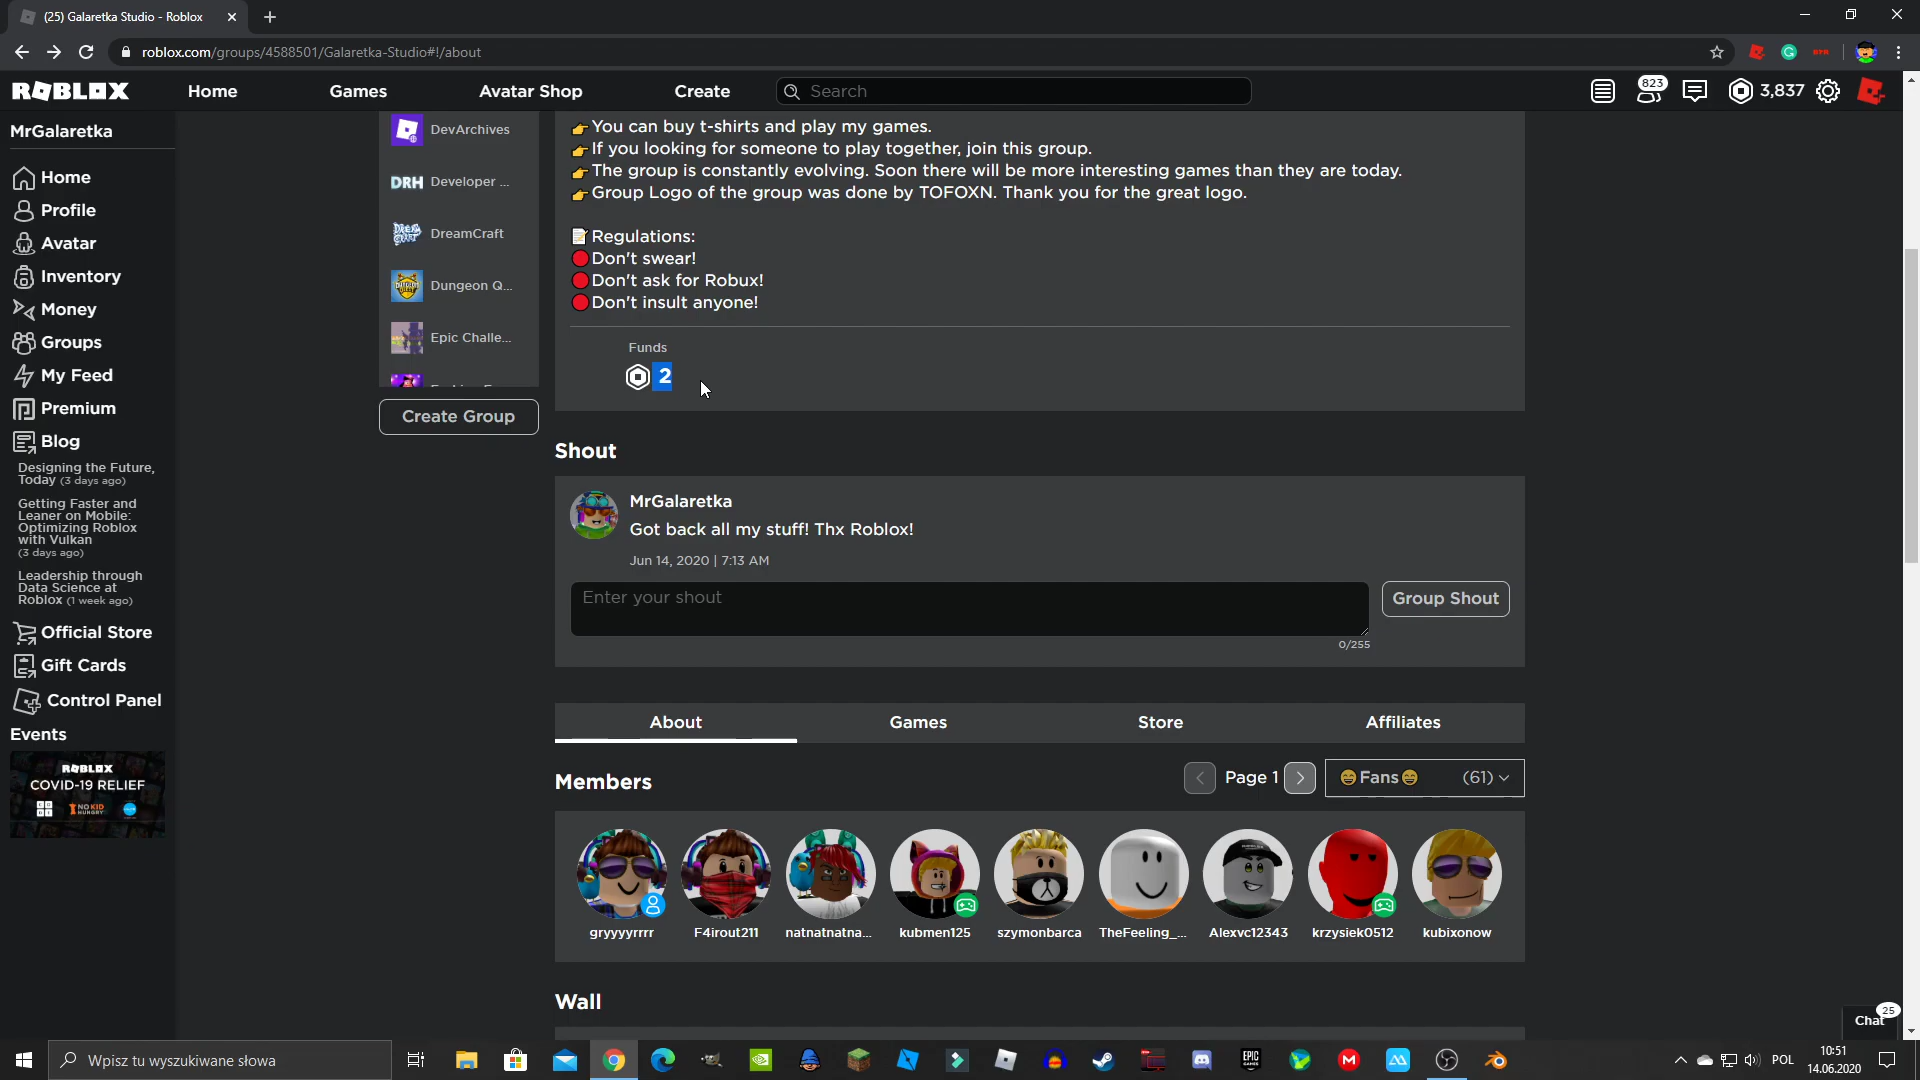 (25) Galaretka Studio - Roblox
roblox.com/groups/4588501/Galaretka-Studio#!/about
ROBLOX
Home
Games
Avatar Shop
Create
Search
823
3,837
MrGalaretka
Home
Profile
Avatar
Inventory
Money
Groups
My Feed
Premium
Blog
Designing the Future,
Today (3 days ago)
Getting Faster and
Leaner on Mobile:
Optimizing Roblox
with Vulkan
(3 days ago)
Leadership through
Data Science at
Roblox (1 week ago)
Official Store
Gift Cards
Control Panel
Events
ROBLOX
COVID-19 RELIEF
NO KID
HUNGRY
DevArchives
DRH Developer ...
DreamCraft
Dungeon Q...
Epic Challe...
Create Group
👉You can buy t-shirts and play my games.
👉If you looking for someone to play together, join this group.
👉The group is constantly evolving. Soon there will be more interesting games than they are today.
👉Group Logo of the group was done by TOFOXN. Thank you for the great logo.
📝Regulations:
🔴Don't swear!
🔴Don't ask for Robux!
🔴Don't insult anyone!
Funds
2
Shout
MrGalaretka
Got back all my stuff! Thx Roblox!
Jun 14, 2020 | 7:13 AM
Enter your shout
Group Shout
0/255
About
Games
Store
Affiliates
Members
Page 1
😄Fans😄 (61)
gryyyyrrrr
F4irout211
natnatnatna...
kubmen125
szymonbarca
TheFeeling_...
Alexvc12343
krzysiek0512
kubixonow
Wall
Chat
25
Wpisz tu wyszukiwane słowa
EPIC
GAMES
POL
10:51
14.06.2020